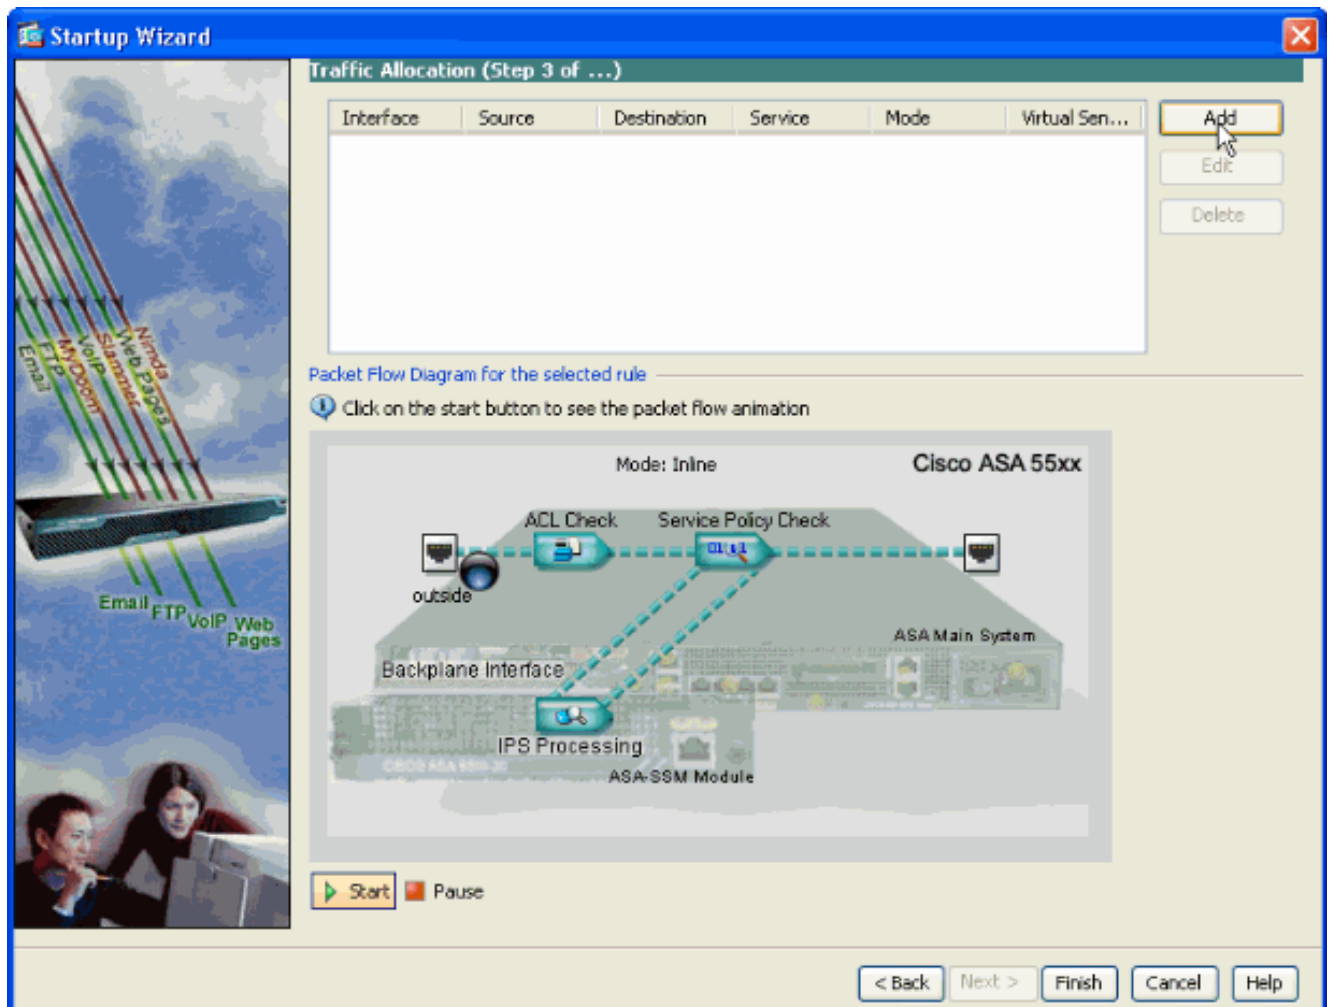 Startup Wizard
Traffic Allocation (Step 3 of ...)
Interface Source Destination Service Mode Virtual Sen...
Add
Edit
Delete
Nimda
Web Pages
Slammer
VoIP
MyDoom
FTP
Email
Email FTP VoIP Web Pages
Packet Flow Diagram for the selected rule
Click on the start button to see the packet flow animation
Mode: Inline
Cisco ASA 55xx
ACL Check
Service Policy Check
outside
ASA Main System
Backplane Interface
IPS Processing
ASA-SSM Module
Start
Pause
< Back
Next >
Finish
Cancel
Help